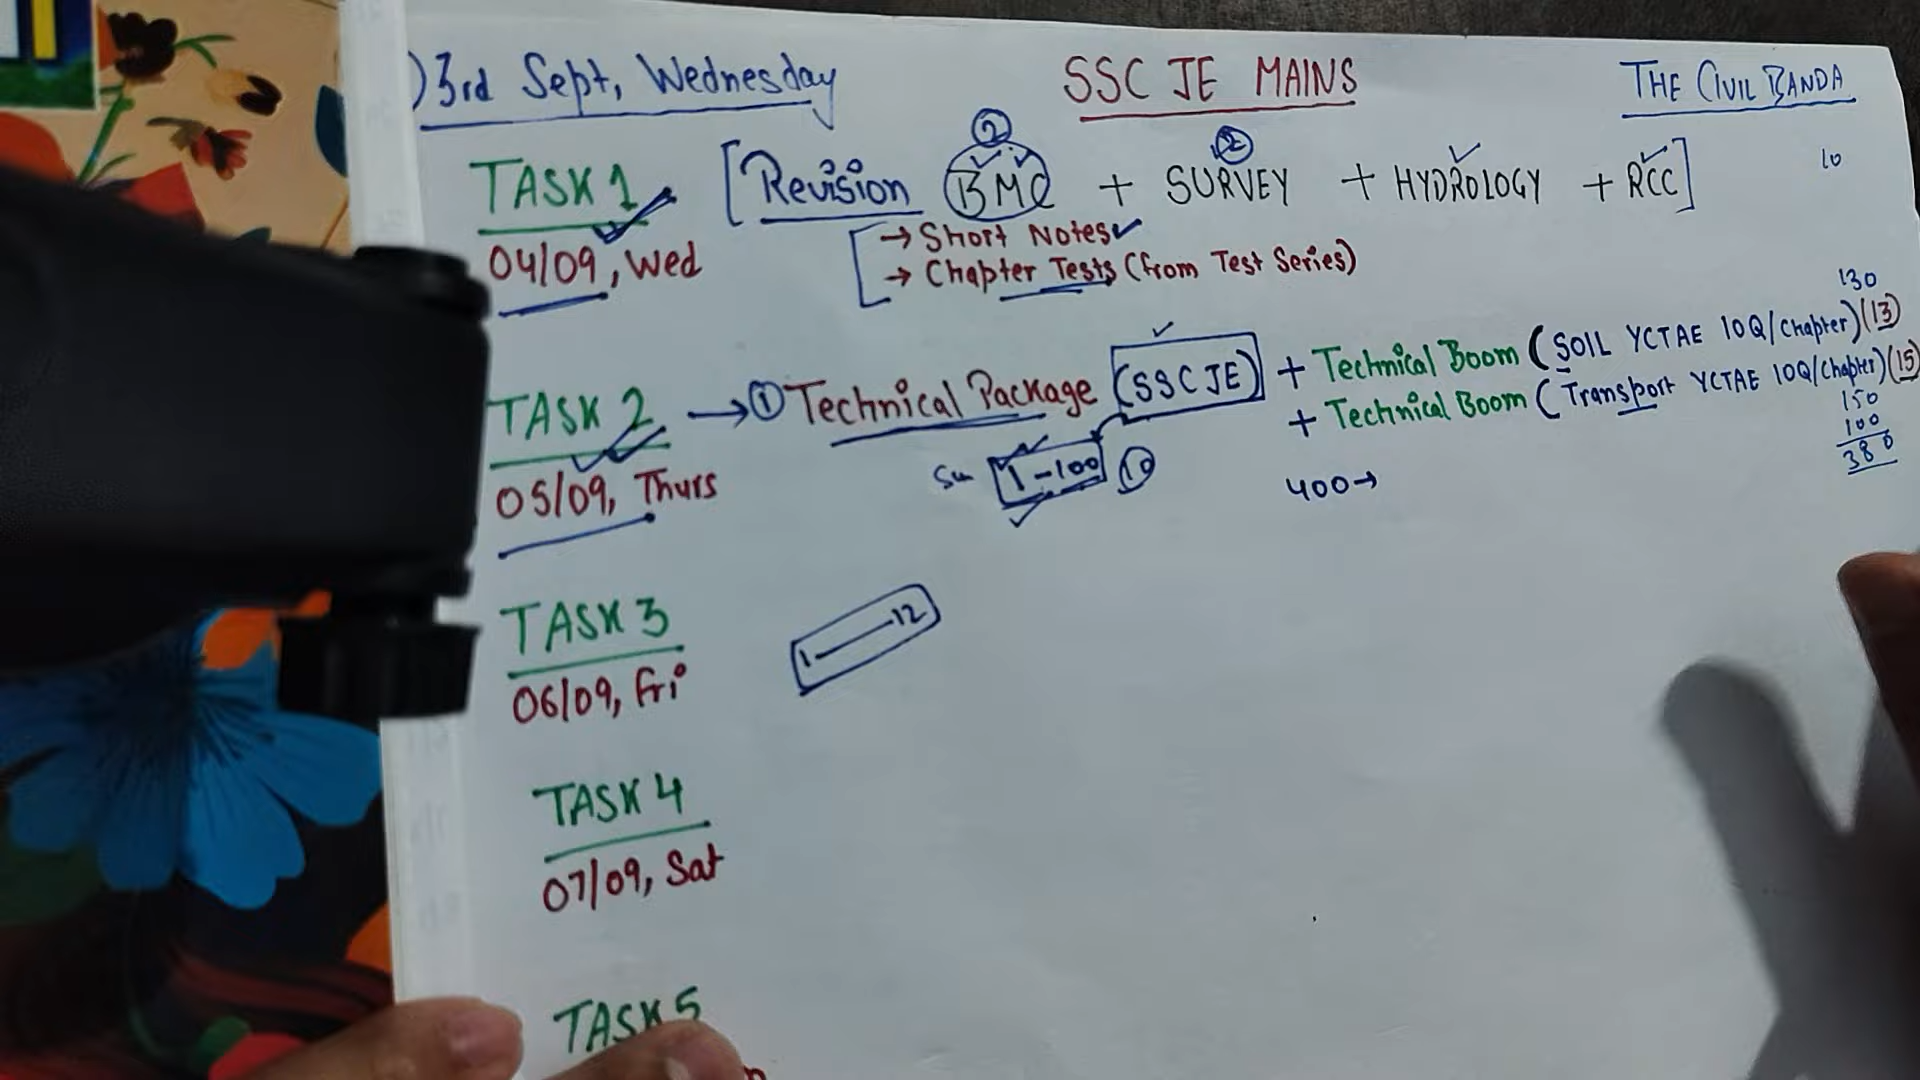 3rd Sept, Wednesday
SSC JE MAINS
THE CIVIL BANDA
2
2
TASK 1 [Revision BMC + SURVEY + HYDROLOGY + RCC]
10
04/09, Wed
→ Short Notes
→ Chapter Tests (from Test Series)
130
TASK 2 → ① Technical Package (SSC JE) + Technical Boom (SOIL YCTAE 10Q/Chapter) (13)
+ Technical Boom (Transport YCTAE 10Q/Chapter) (15)
150
100
380
05/09, Thurs
1-100
10
400→
TASK 3
1 — 12
06/09, Fri
TASK 4
07/09, Sat
TASK 5